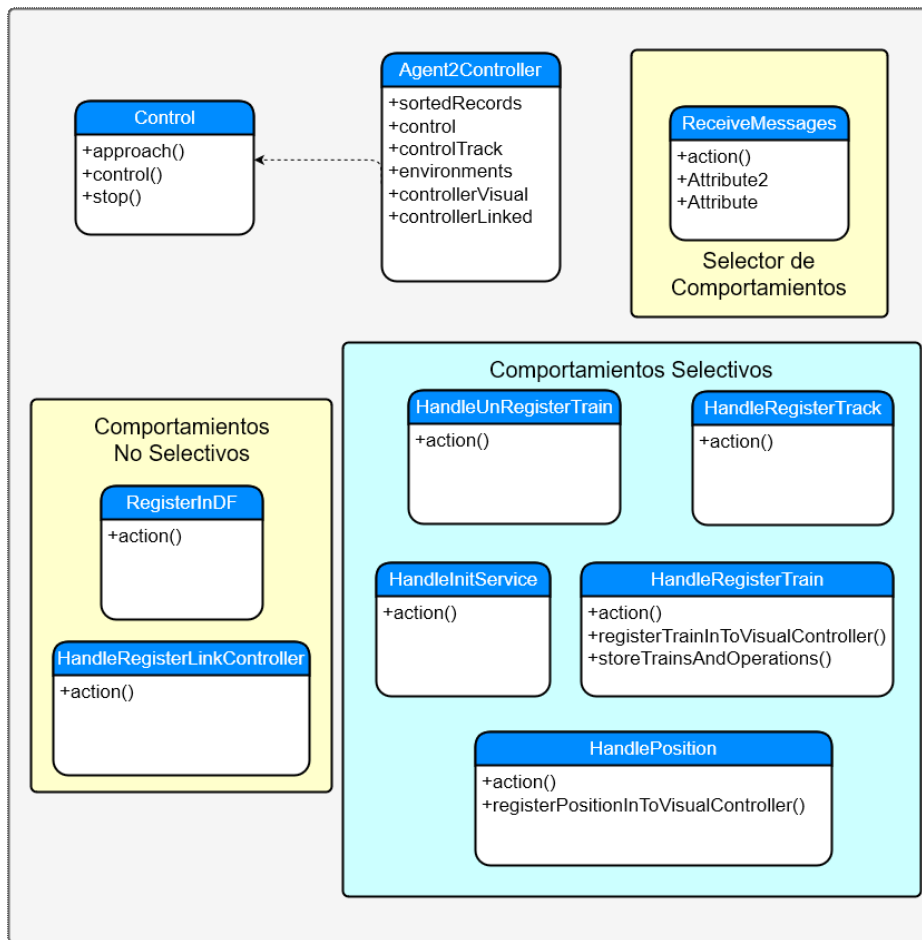 Control
+approach()
+control()
+stop()
Agent2Controller
+sortedRecords
+control
+controlTrack
+environments
+controllerVisual
+controllerLinked
ReceiveMessages
+action()
+Attribute2
+Attribute
Selector de
Comportamientos
Comportamientos
No Selectivos
RegisterInDF
+action()
HandleRegisterLinkController
+action()
Comportamientos Selectivos
HandleUnRegisterTrain
+action()
HandleRegisterTrack
+action()
HandleInitService
+action()
HandleRegisterTrain
+action()
+registerTrainInToVisualController()
+storeTrainsAndOperations()
HandlePosition
+action()
+registerPositionInToVisualController()